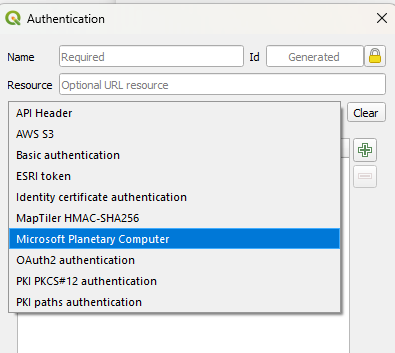 Authentication
Name Required Id Generated
Resource Optional URL resource
API Header
Clear
AWS S3
Basic authentication
ESRI token
Identity certificate authentication
MapTiler HMAC-SHA256
Microsoft Planetary Computer
OAuth2 authentication
PKI PKCS#12 authentication
PKI paths authentication